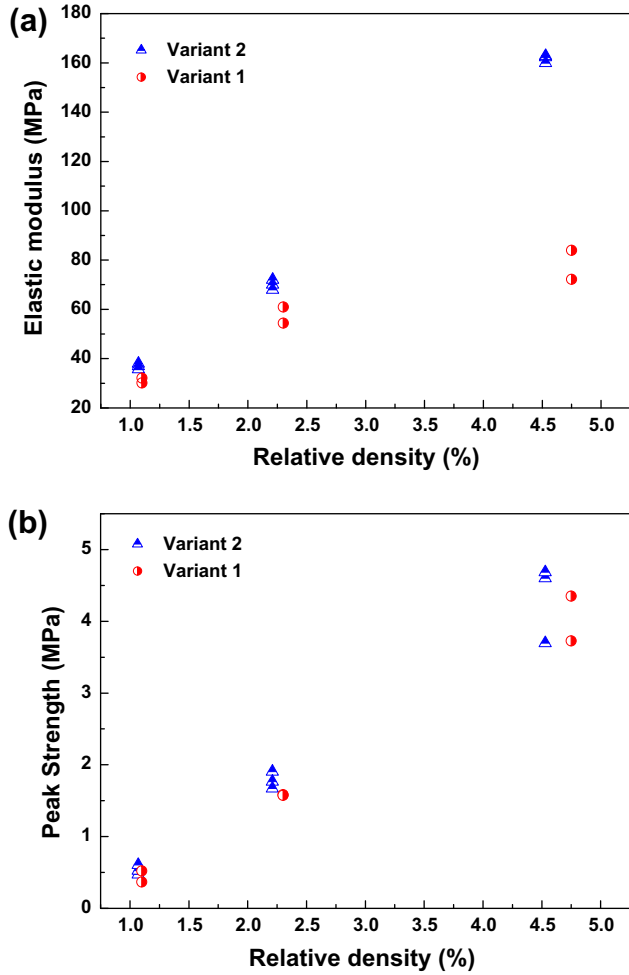 (a)
180
160
140
120
100
80
60
40
20
Elastic modulus (MPa)
Variant 2
Variant 1
1.0 1.5 2.0 2.5 3.0 3.5 4.0 4.5 5.0
Relative density (%)
(b)
5
4
3
2
1
0
Peak Strength (MPa)
Variant 2
Variant 1
1.0 1.5 2.0 2.5 3.0 3.5 4.0 4.5 5.0
Relative density (%)